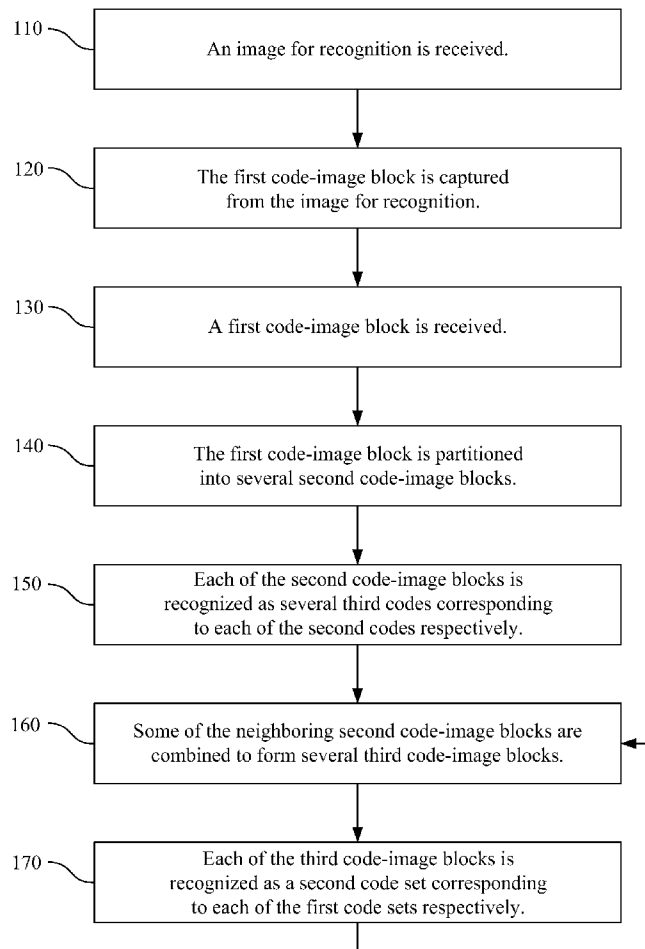 110
An image for recognition is received.
120
The first code-image block is captured
from the image for recognition.
130
A first code-image block is received.
140
The first code-image block is partitioned
into several second code-image blocks.
150
Each of the second code-image blocks is
recognized as several third codes corresponding
to each of the second codes respectively.
160
Some of the neighboring second code-image blocks are
combined to form several third code-image blocks.
170
Each of the third code-image blocks is
recognized as a second code set corresponding
to each of the first code sets respectively.